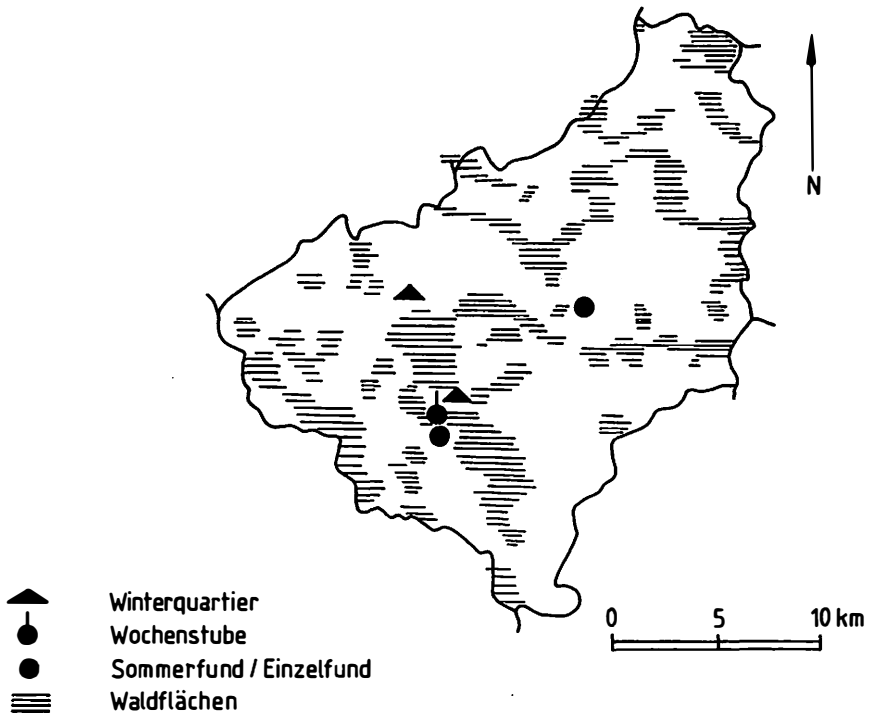 N
Winterquartier
Wochenstube
Sommerfund / Einzelfund
Waldflächen
0 5 10 km